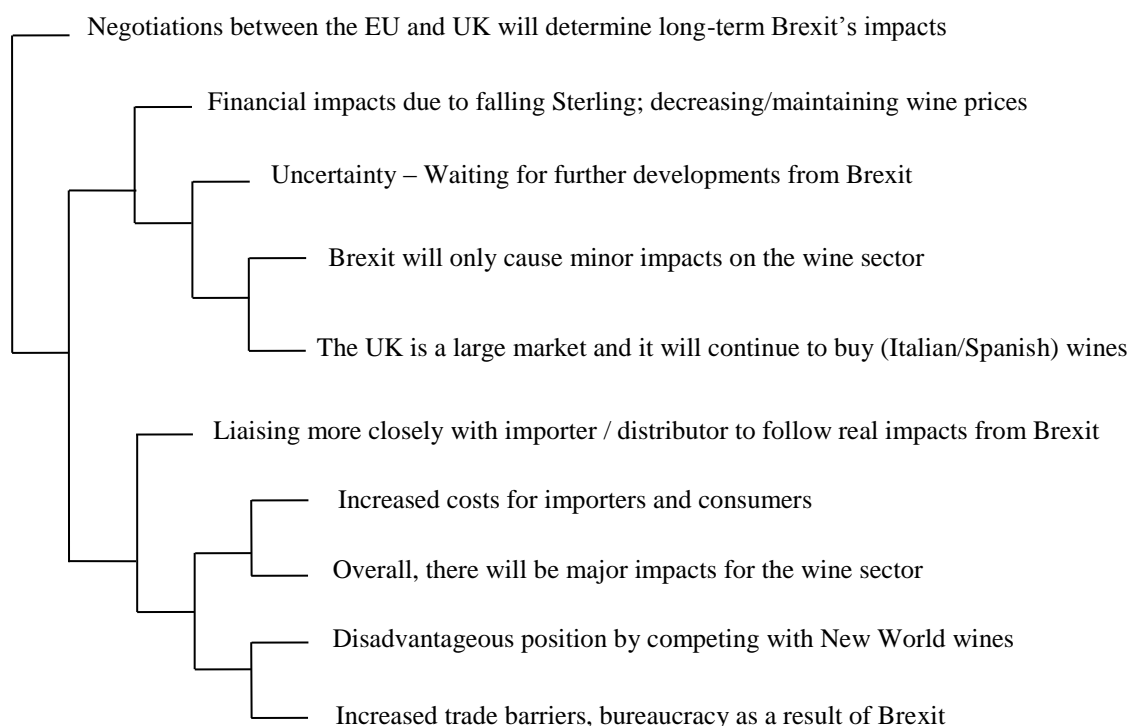 Negotiations between the EU and UK will determine long-term Brexit’s impacts
Financial impacts due to falling Sterling; decreasing/maintaining wine prices
Uncertainty – Waiting for further developments from Brexit
Brexit will only cause minor impacts on the wine sector
The UK is a large market and it will continue to buy (Italian/Spanish) wines
Liaising more closely with importer / distributor to follow real impacts from Brexit
Increased costs for importers and consumers
Overall, there will be major impacts for the wine sector
Disadvantageous position by competing with New World wines
Increased trade barriers, bureaucracy as a result of Brexit